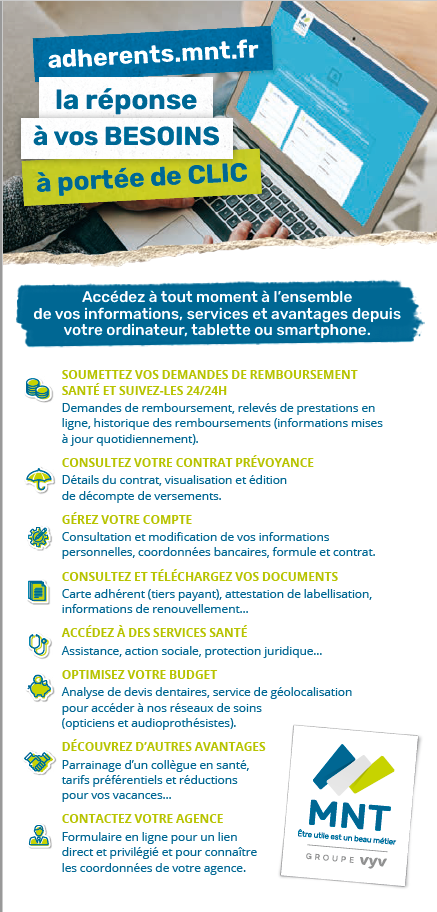 adherents.mnt.fr
la réponse
à vos BESOINS
à portée de CLIC
Accédez à tout moment à l'ensemble
de vos informations, services et avantages depuis
votre ordinateur, tablette ou smartphone.
SOUMETTEZ VOS DEMANDES DE REMBOURSEMENT
SANTÉ ET SUIVEZ-LES 24/24H
Demandes de remboursement, relevés de prestations en
ligne, historique des remboursements (informations mises
à jour quotidiennement).
CONSULTEZ VOTRE CONTRAT PRÉVOYANCE
Détails du contrat, visualisation et édition
de décompte de versements.
GÉREZ VOTRE COMPTE
Consultation et modification de vos informations
personnelles, coordonnées bancaires, formule et contrat.
CONSULTEZ ET TÉLÉCHARGEZ VOS DOCUMENTS
Carte adhérent (tiers payant), attestation de labellisation,
informations de renouvellement...
ACCÉDEZ À DES SERVICES SANTÉ
Assistance, action sociale, protection juridique...
OPTIMISEZ VOTRE BUDGET
Analyse de devis dentaires, service de géolocalisation
pour accéder à nos réseaux de soins
(opticiens et audioprothésistes).
DÉCOUVREZ D'AUTRES AVANTAGES
Parrainage d'un collègue en santé,
tarifs préférentiels et réductions
pour vos vacances...
CONTACTEZ VOTRE AGENCE
Formulaire en ligne pour un lien
direct et privilégié et pour connaître
les coordonnées de votre agence.
MNT
Être utile est un beau métier
GROUPE vyv